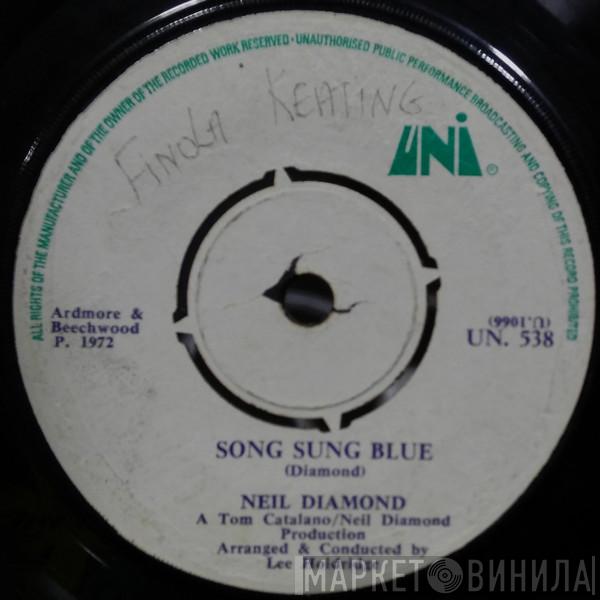 ALL RIGHTS OF THE MANUFACTURER AND OF THE OWNER OF THE RECORDED WORK RESERVED · UNAUTHORISED PUBLIC PERFORMANCE BROADCASTING AND COPYING OF THIS RECORD PROHIBITED
FINOLA KEATING
UNI®
Ardmore &
Beechwood
P. 1972
UN. 538
SONG SUNG BLUE
(Diamond)
NEIL DIAMOND
A Tom Catalano/Neil Diamond
Production
Arranged & Conducted by
Lee Holdridge
МАРКЕТ ВИНИЛА